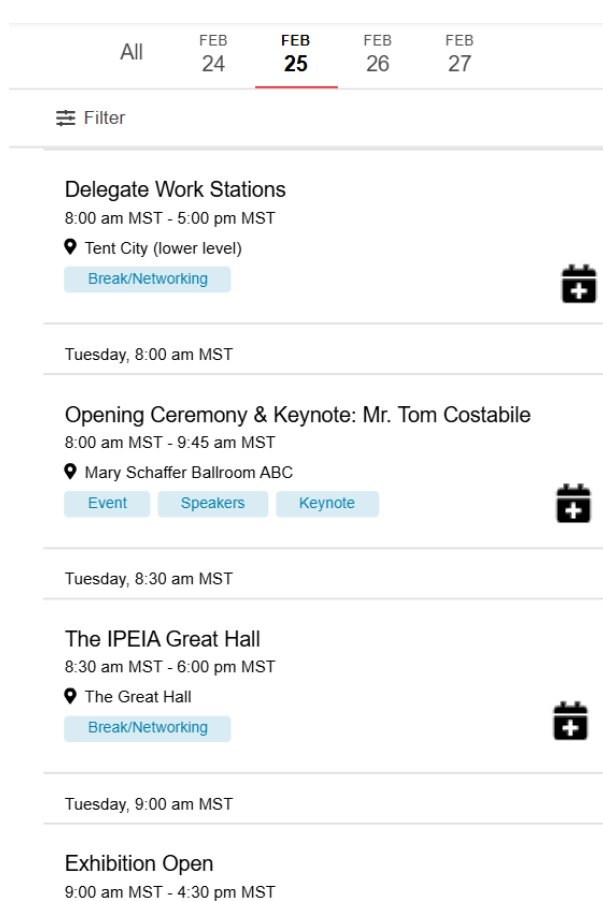 All
FEB
24
FEB
25
FEB
26
FEB
27
Filter
Delegate Work Stations
8:00 am MST - 5:00 pm MST
Tent City (lower level)
Break/Networking
Tuesday, 8:00 am MST
Opening Ceremony & Keynote: Mr. Tom Costabile
8:00 am MST - 9:45 am MST
Mary Schaffer Ballroom ABC
Event Speakers Keynote
Tuesday, 8:30 am MST
The IPEIA Great Hall
8:30 am MST - 6:00 pm MST
The Great Hall
Break/Networking
Tuesday, 9:00 am MST
Exhibition Open
9:00 am MST - 4:30 pm MST